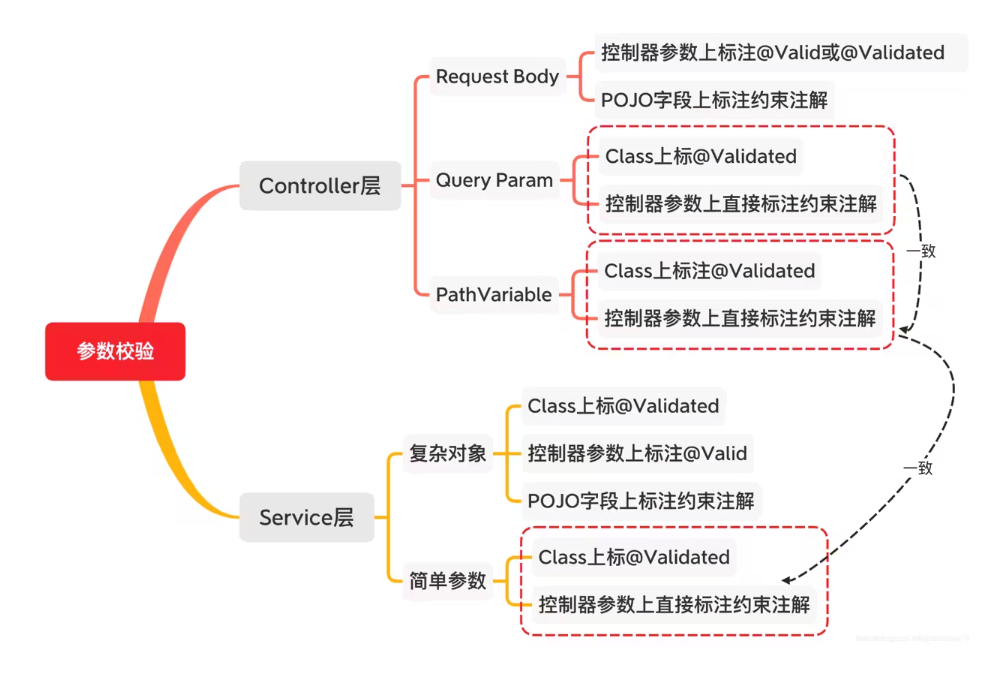 参数校验
Controller层
Request Body
控制器参数上标注@Valid或@Validated
POJO字段上标注约束注解
Query Param
Class上标@Validated
控制器参数上直接标注约束注解
一致
PathVariable
Class上标注@Validated
控制器参数上直接标注约束注解
一致
Service层
复杂对象
Class上标@Validated
控制器参数上标注@Valid
POJO字段上标注约束注解
简单参数
Class上标@Validated
控制器参数上直接标注约束注解